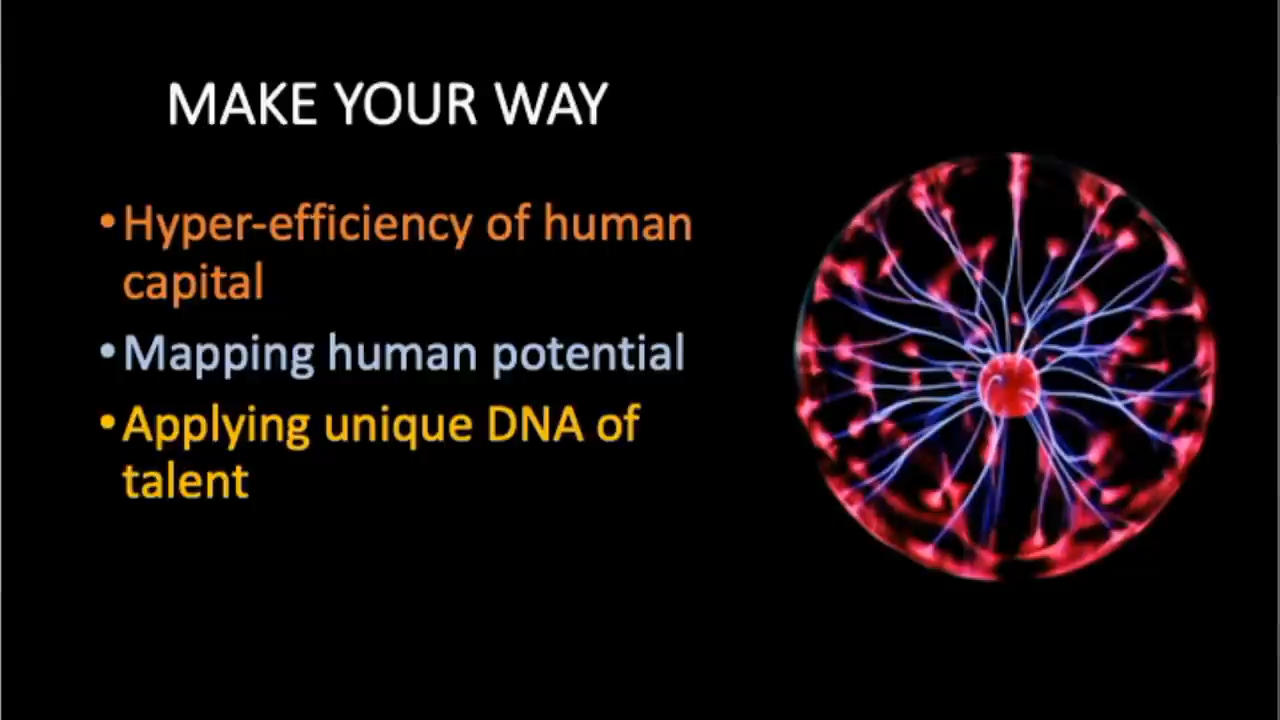 MAKE YOUR WAY
•Hyper-efficiency of human
capital
•Mapping human potential
•Applying unique DNA of
talent